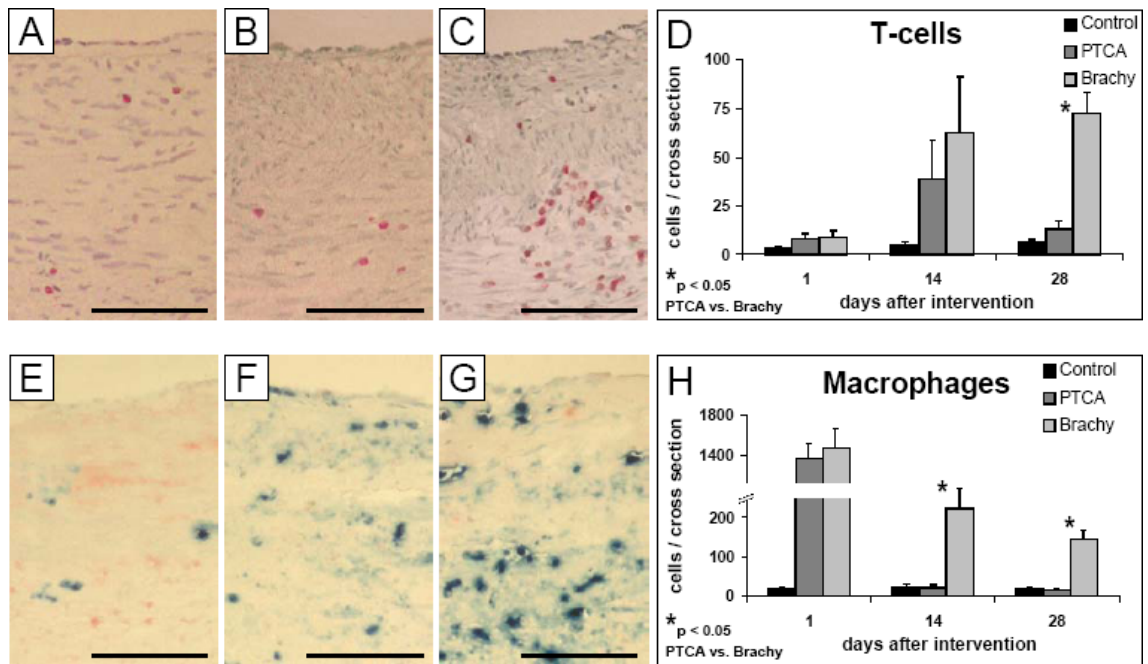 A
B
C
D
T-cells
Control
PTCA
Brachy
cells / cross section
100
75
50
25
0
*
1
14
28
* p < 0.05
PTCA vs. Brachy
days after intervention
E
F
G
H
Macrophages
Control
PTCA
Brachy
cells / cross section
1800
1400
200
100
0
*
*
1
14
28
* p < 0.05
PTCA vs. Brachy
days after intervention